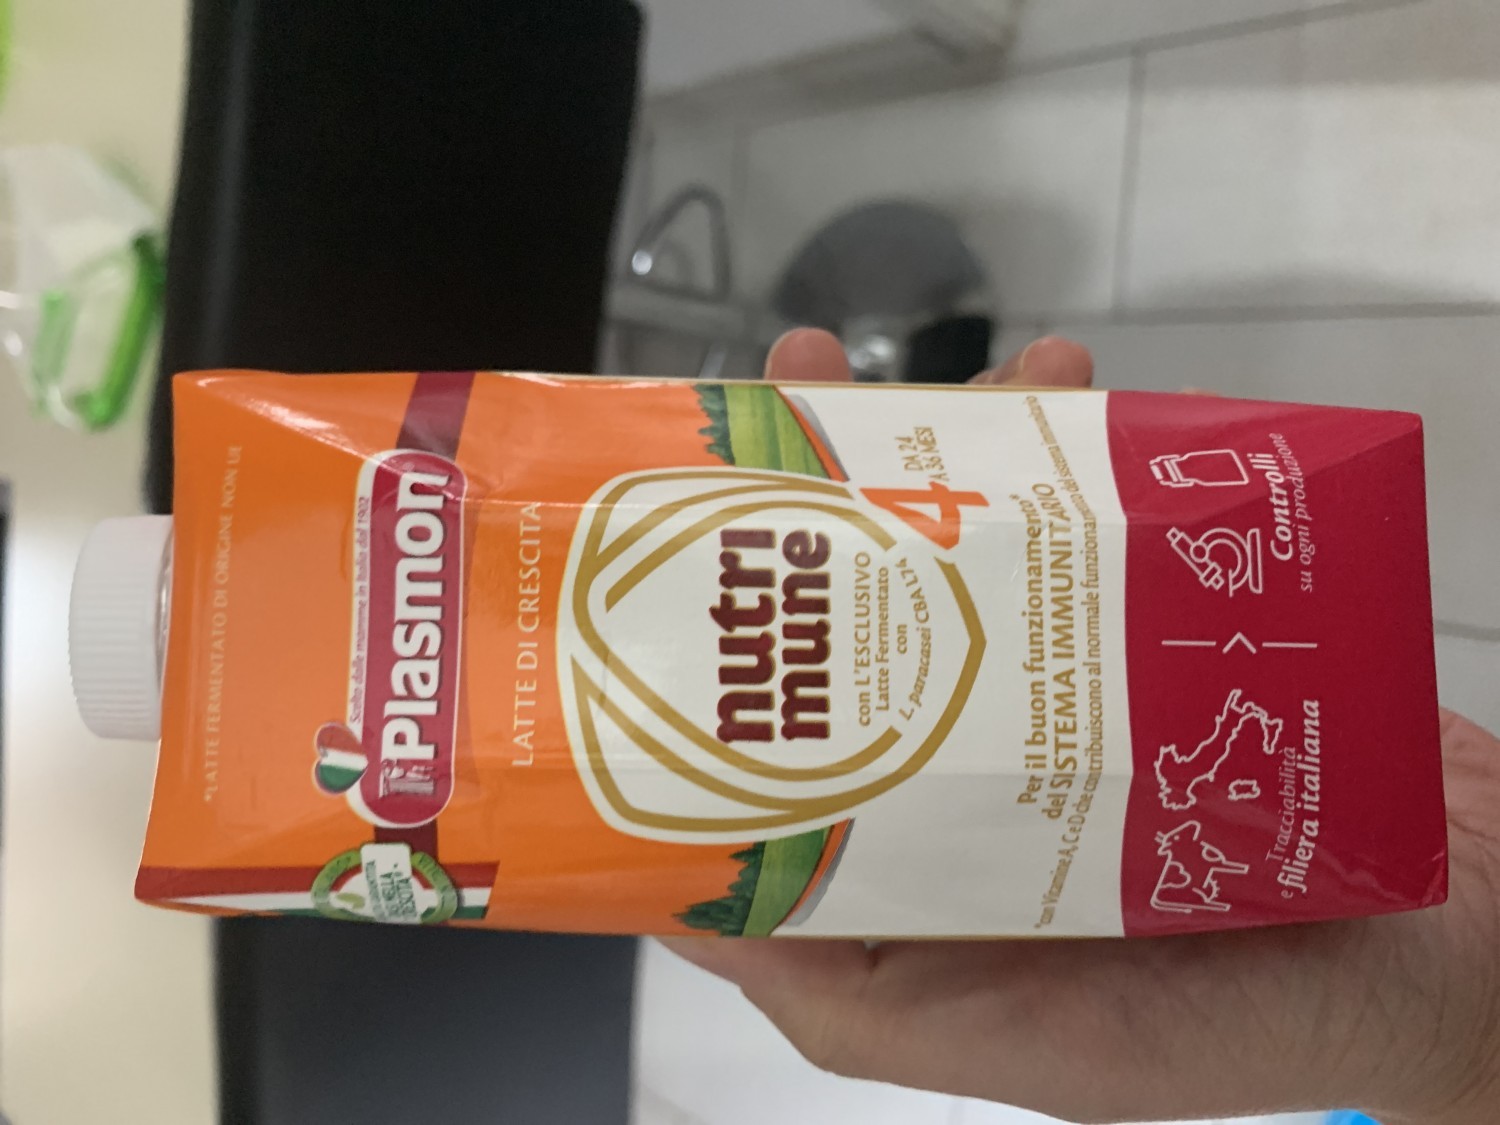 *LATTE FERMENTATO DI ORIGINE NON UE
Scelto dalle mamme in Italia dal 1902
Plasmon
LATTE DI CRESCITA
nutri
mune
con L'ESCLUSIVO
Latte Fermentato
con
L. paracasei CBA L74
4
DA 24
A 36 MESI
Per il buon funzionamento*
del SISTEMA IMMUNITARIO
*con Vitamine A, C e D che contribuiscono al normale funzionamento del sistema immunitario
Tracciabilità
e filiera italiana
Controlli
su ogni produzione